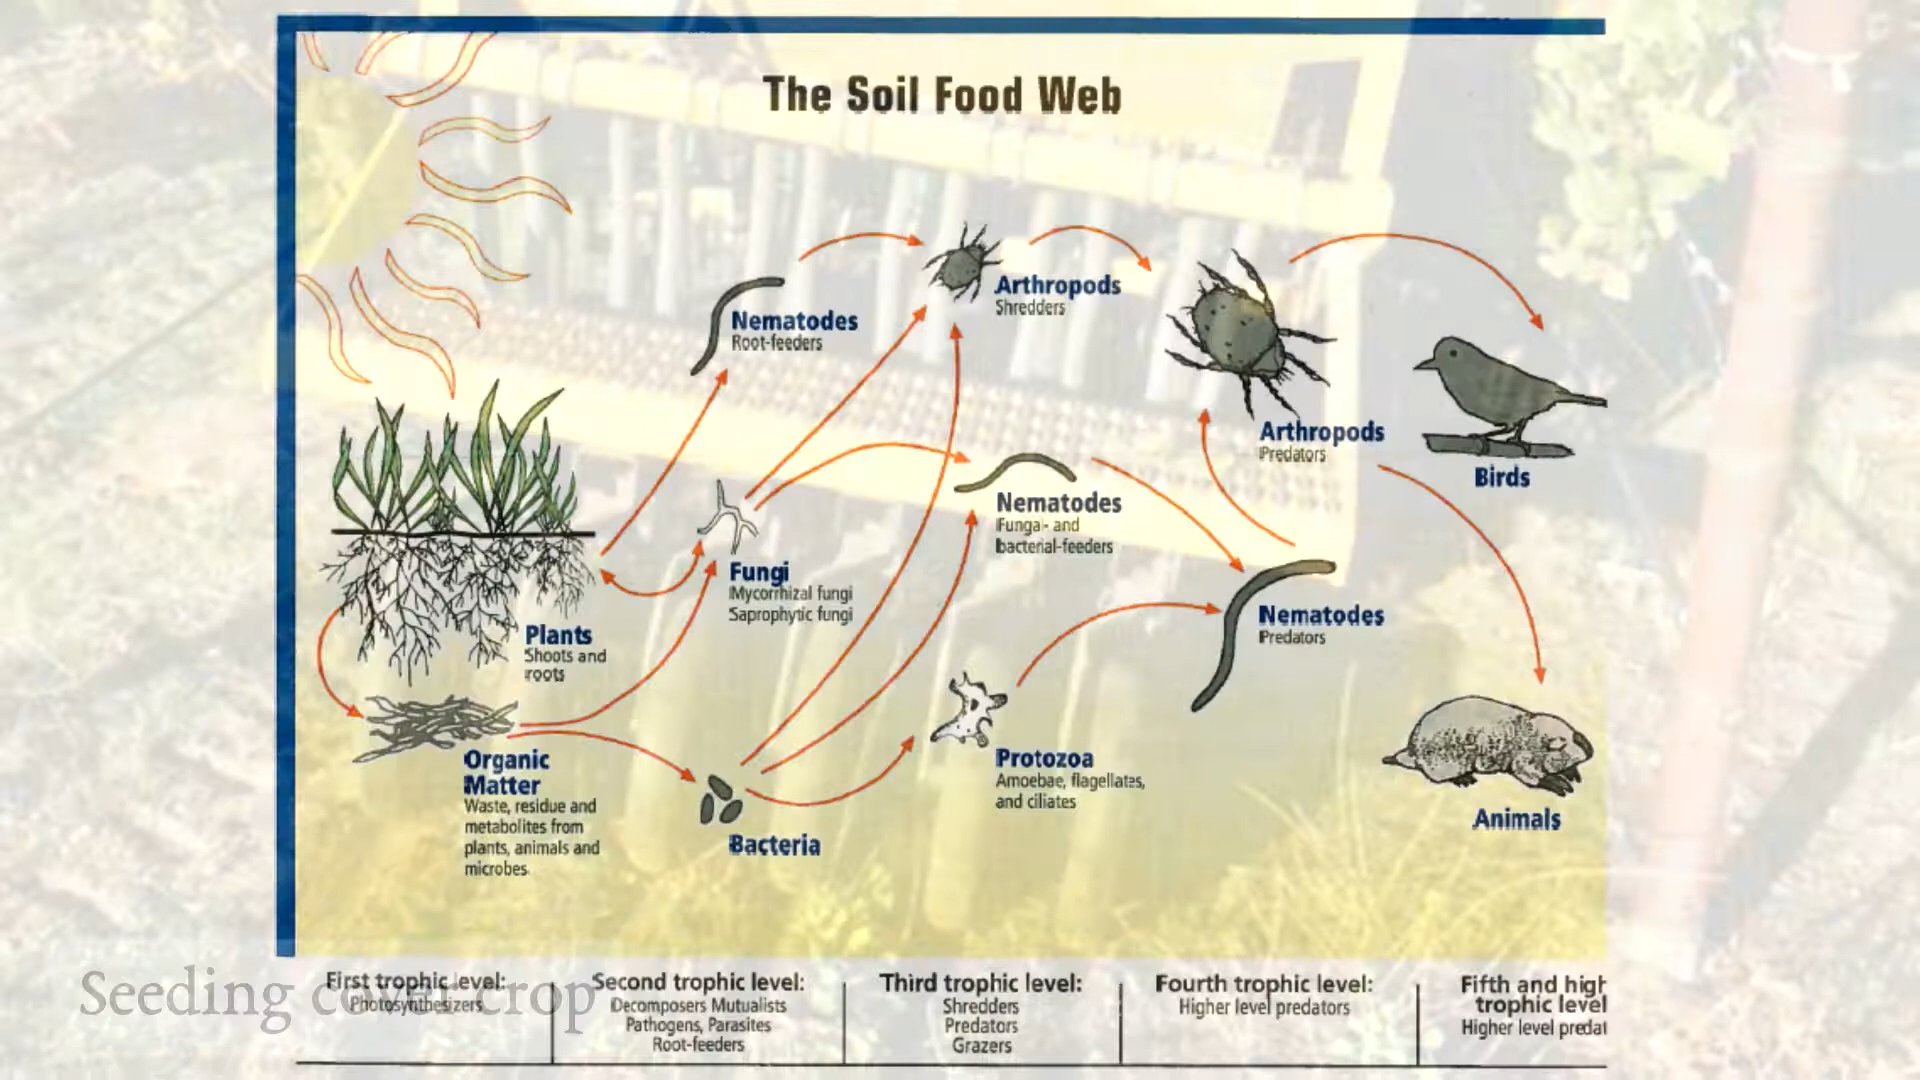 The Soil Food Web
Arthropods
Shredders
Nematodes
Root-feeders
Arthropods
Predators
Birds
Nematodes
Fungal- and
bacterial-feeders
Fungi
Mycorrhizal fungi
Saprophytic fungi
Nematodes
Predators
Plants
Shoots and
roots
Organic
Matter
Waste, residue and
metabolites from
plants, animals and
microbes.
Protozoa
Amoebae, flagellates,
and ciliates
Animals
Bacteria
First trophic level:
Photosynthesizers
Second trophic level:
Decomposers Mutualists
Pathogens, Parasites
Root-feeders
Third trophic level:
Shredders
Predators
Grazers
Fourth trophic level:
Higher level predators
Fifth and high
trophic level
Higher level predat
Seeding cover crop